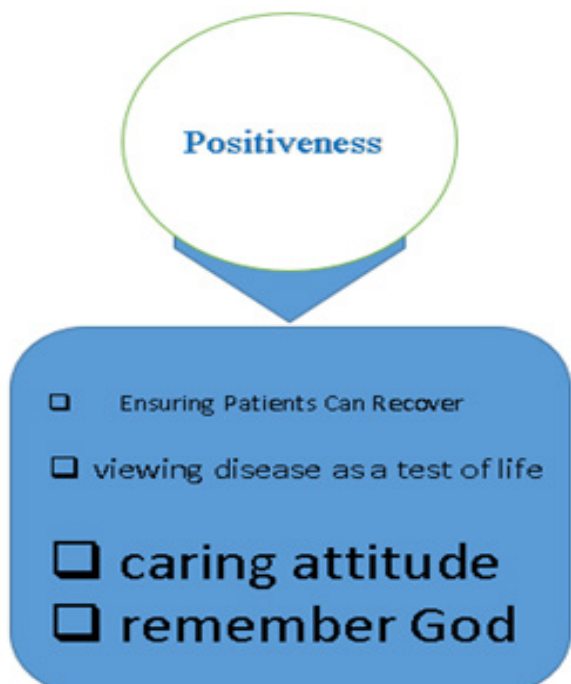 Positiveness
❑ Ensuring Patients Can Recover
❑ viewing disease as a test of life
❑ caring attitude
❑ remember God